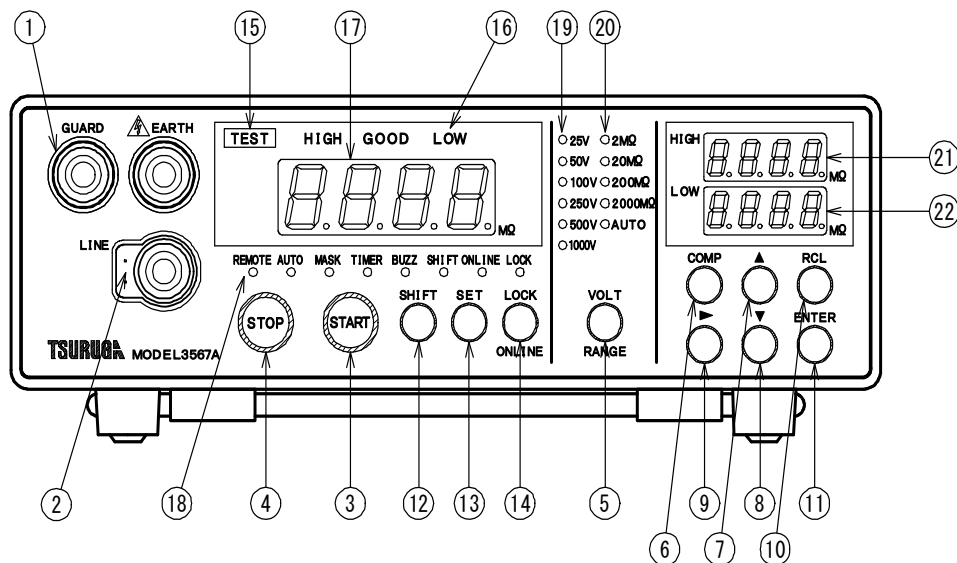 1 15 17 16 19 20
GUARD EARTH
TEST HIGH GOOD LOW
MΩ
25V 2MΩ
50V 20MΩ
100V 200MΩ
250V 2000MΩ
500V AUTO
1000V
HIGH
MΩ
21
LOW
MΩ
22
LINE
REMOTE AUTO MASK TIMER BUZZ SHIFT ONLINE LOCK
STOP START
SHIFT SET LOCK
ONLINE
VOLT
RANGE
COMP ▲ RCL
► ▼ ENTER
TSURUGA MODEL3567A
2 18 4 3 12 13 14 5 6 9 7 8 10 11